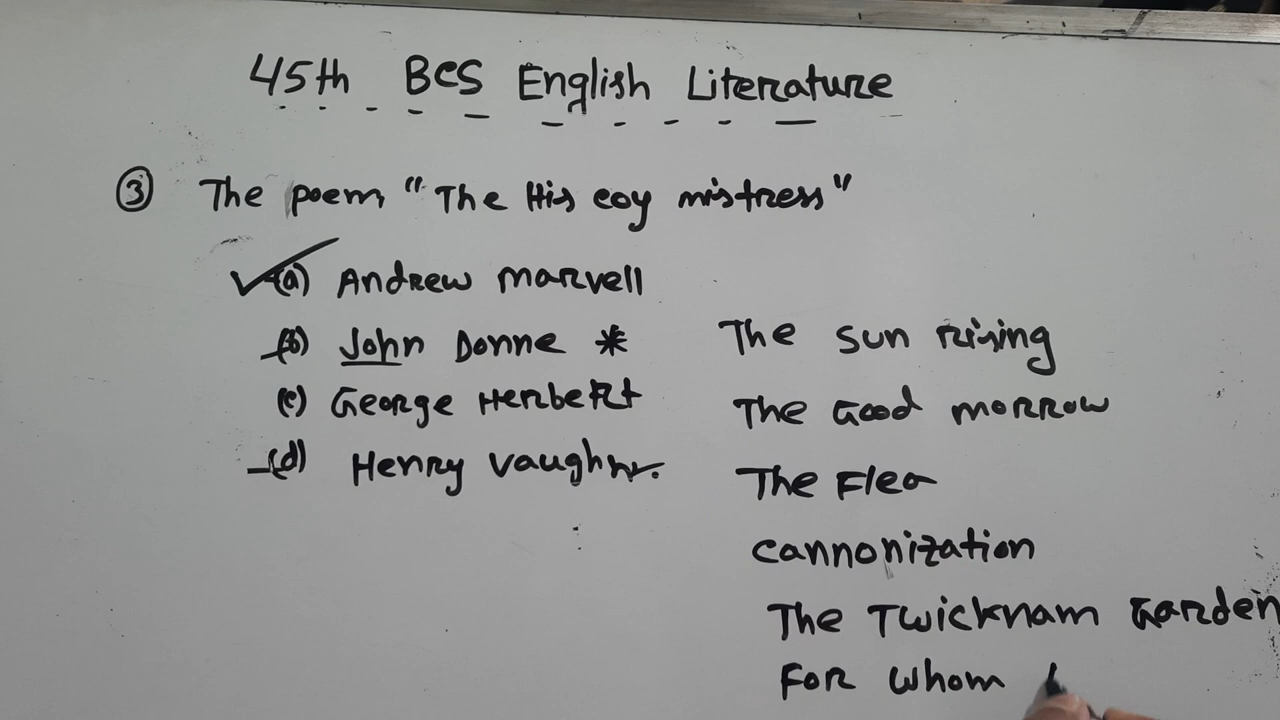 45th BCS English Literature
③ The poem "The His coy mistress"
(a) Andrew Marvell
(b) John Donne *
(c) George Herbert
(d) Henry Vaughn.
The Sun Rising
The Good morrow
The Flea
cannonization
The Twicknam Garden
For whom